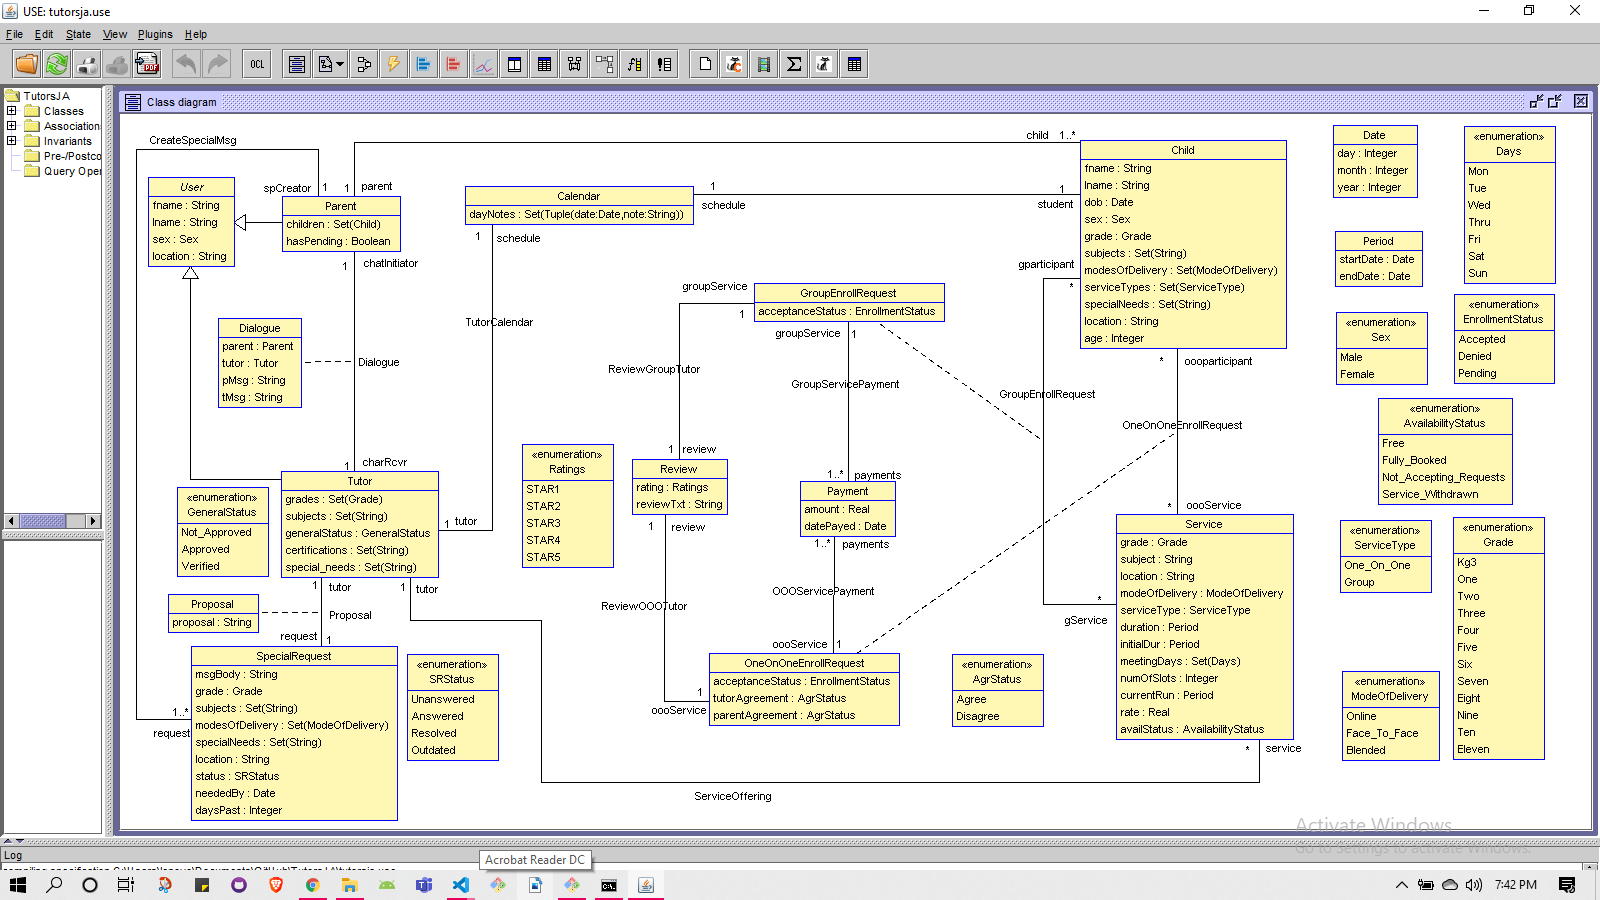 USE: tutorsja.use
File Edit State View Plugins Help
OCL
TutorsJA
Classes
Association
Invariants
Pre-/Postco
Query Oper
Class diagram
CreateSpecialMsg
spCreator 1
1 parent
child 1..*
User
fname : String
lname : String
sex : Sex
location : String
Parent
children : Set(Child)
hasPending : Boolean
1 chatInitiator
Calendar
dayNotes : Set(Tuple(date:Date,note:String))
1
schedule
1
student
1 schedule
TutorCalendar
Child
fname : String
lname : String
dob : Date
sex : Sex
grade : Grade
subjects : Set(String)
modesOfDelivery : Set(ModeOfDelivery)
serviceTypes : Set(ServiceType)
specialNeeds : Set(String)
location : String
age : Integer
gparticipant
*
* oooparticipant
Date
day : Integer
month : Integer
year : Integer
«enumeration»
Days
Mon
Tue
Wed
Thru
Fri
Sat
Sun
Period
startDate : Date
endDate : Date
«enumeration»
Sex
Male
Female
«enumeration»
EnrollmentStatus
Accepted
Denied
Pending
«enumeration»
AvailabilityStatus
Free
Fully_Booked
Not_Accepting_Requests
Service_Withdrawn
Dialogue
parent : Parent
tutor : Tutor
pMsg : String
tMsg : String
Dialogue
1 charRcvr
groupService
1
GroupEnrollRequest
acceptanceStatus : EnrollmentStatus
groupService 1
ReviewGroupTutor
GroupServicePayment
GroupEnrollRequest
OneOnOneEnrollRequest
Tutor
grades : Set(Grade)
subjects : Set(String)
generalStatus : GeneralStatus
certifications : Set(String)
special_needs : Set(String)
1 tutor
1 tutor
1 tutor
«enumeration»
GeneralStatus
Not_Approved
Approved
Verified
«enumeration»
Ratings
STAR1
STAR2
STAR3
STAR4
STAR5
1 review
Review
rating : Ratings
reviewTxt : String
1 review
1..* payments
Payment
amount : Real
datePayed : Date
1..* payments
* oooService
Service
grade : Grade
subject : String
location : String
modeOfDelivery : ModeOfDelivery
serviceType : ServiceType
duration : Period
initialDur : Period
meetingDays : Set(Days)
numOfSlots : Integer
currentRun : Period
rate : Real
availStatus : AvailabilityStatus
*
gService
* service
«enumeration»
ServiceType
One_On_One
Group
«enumeration»
Grade
Kg3
One
Two
Three
Four
Five
Six
Seven
Eight
Nine
Ten
Eleven
«enumeration»
ModeOfDelivery
Online
Face_To_Face
Blended
Proposal
proposal : String
Proposal
request 1
SpecialRequest
msgBody : String
grade : Grade
subjects : Set(String)
modesOfDelivery : Set(ModeOfDelivery)
specialNeeds : Set(String)
location : String
status : SRStatus
neededBy : Date
daysPast : Integer
1..*
request
«enumeration»
SRStatus
Unanswered
Answered
Resolved
Outdated
ReviewOOOTutor
OOOServicePayment
oooService 1
1
oooService
OneOnOneEnrollRequest
acceptanceStatus : EnrollmentStatus
tutorAgreement : AgrStatus
parentAgreement : AgrStatus
«enumeration»
AgrStatus
Agree
Disagree
ServiceOffering
Activate Windows
Go to Settings to activate Windows.
Log
Acrobat Reader DC
7:42 PM